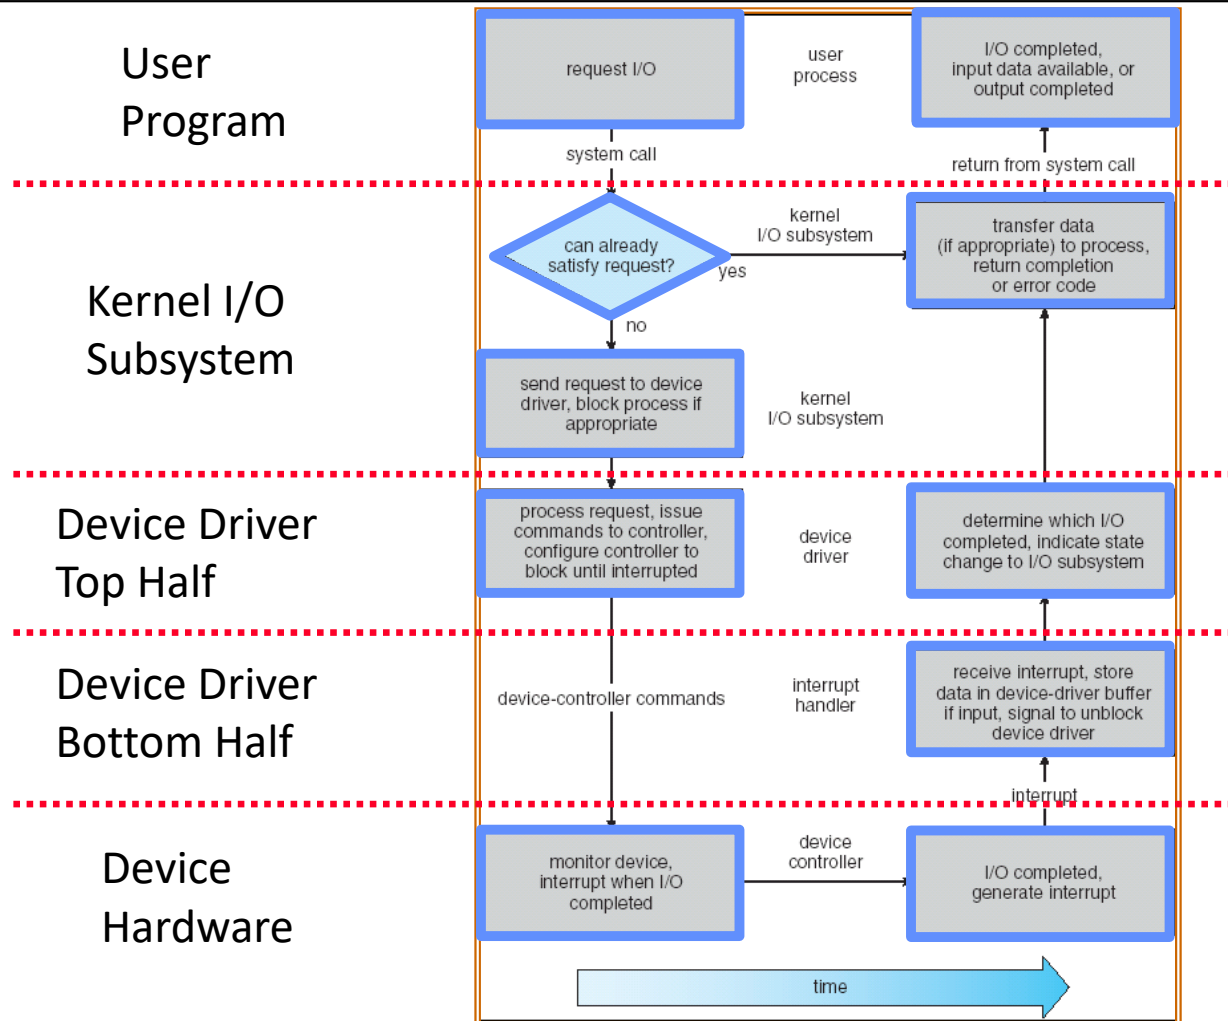 User
Program
request I/O
user
process
I/O completed,
input data available, or
output completed
system call
return from system call
Kernel I/O
Subsystem
can already
satisfy request?
yes
no
kernel
I/O subsystem
transfer data
(if appropriate) to process,
return completion
or error code
send request to device
driver, block process if
appropriate
kernel
I/O subsystem
Device Driver
Top Half
process request, issue
commands to controller,
configure controller to
block until interrupted
device
driver
determine which I/O
completed, indicate state
change to I/O subsystem
Device Driver
Bottom Half
device-controller commands
interrupt
handler
receive interrupt, store
data in device-driver buffer
if input, signal to unblock
device driver
interrupt
Device
Hardware
monitor device,
interrupt when I/O
completed
device
controller
I/O completed,
generate interrupt
time